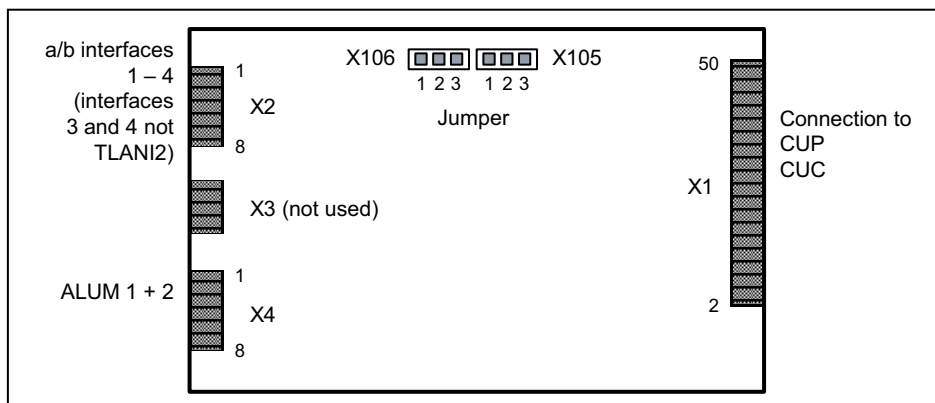 a/b interfaces
1 – 4
(interfaces
3 and 4 not
TLANI2)
1
X2
8
X3 (not used)
ALUM 1 + 2
1
X4
8
X106
X105
1 2 3
1 2 3
Jumper
50
X1
2
Connection to
CUP
CUC